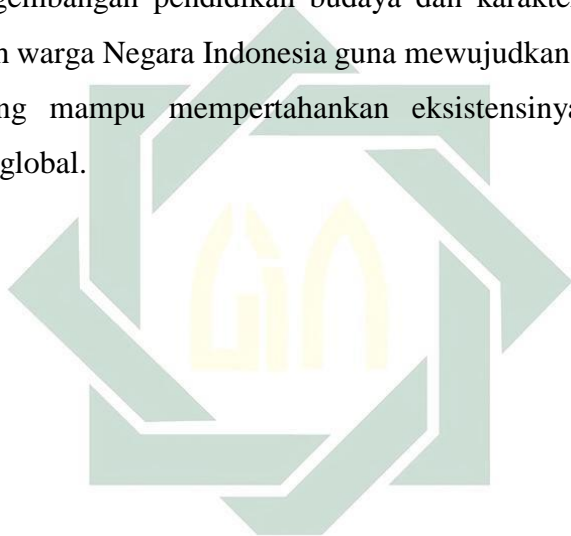 gembangan pendidikan budaya dan karakte
n warga Negara Indonesia guna mewujudkan
ng mampu mempertahankan eksistensinya
global.